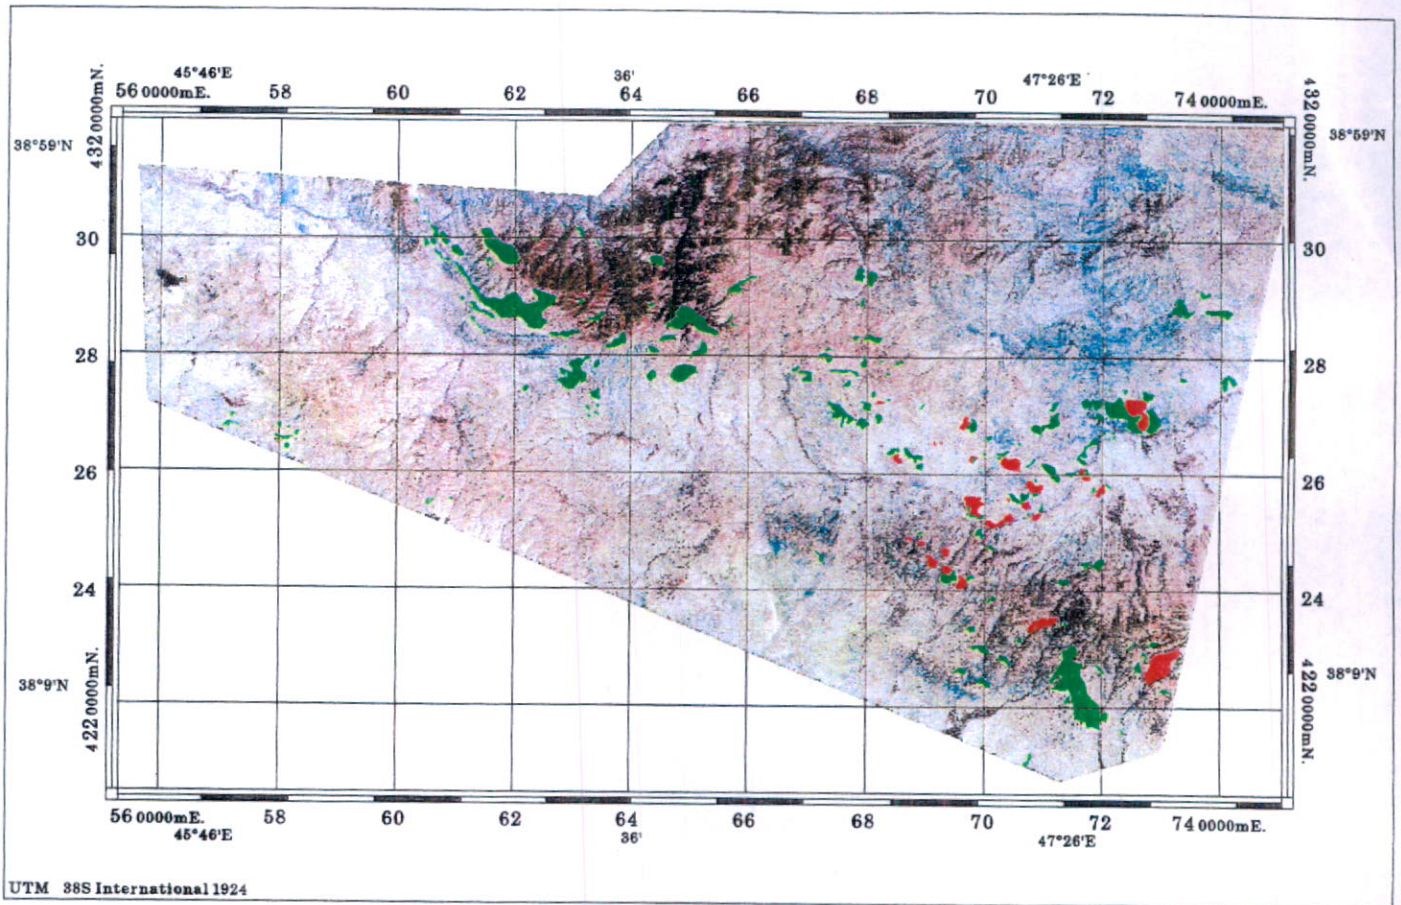 45°46'E 36' 47°26'E
56 0000mE. 58 60 62 64 66 68 70 72 74 0000mE.
432 0000mN. 432 0000mN.
38°59'N 38°59'N
30 30
28 28
26 26
24 24
38°9'N 38°9'N
422 0000mN. 422 0000mN.
56 0000mE. 58 60 62 64 66 68 70 72 74 0000mE.
45°46'E 36' 47°26'E
UTM 38S International 1924